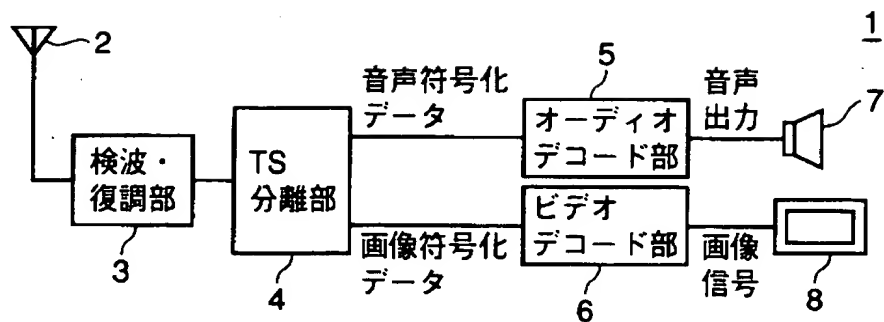 1
2
検波・
復調部
3
TS
分離部
4
音声符号化
データ
画像符号化
データ
5
オーディオ
デコード部
ビデオ
デコード部
6
音声
出力
7
画像
信号
8